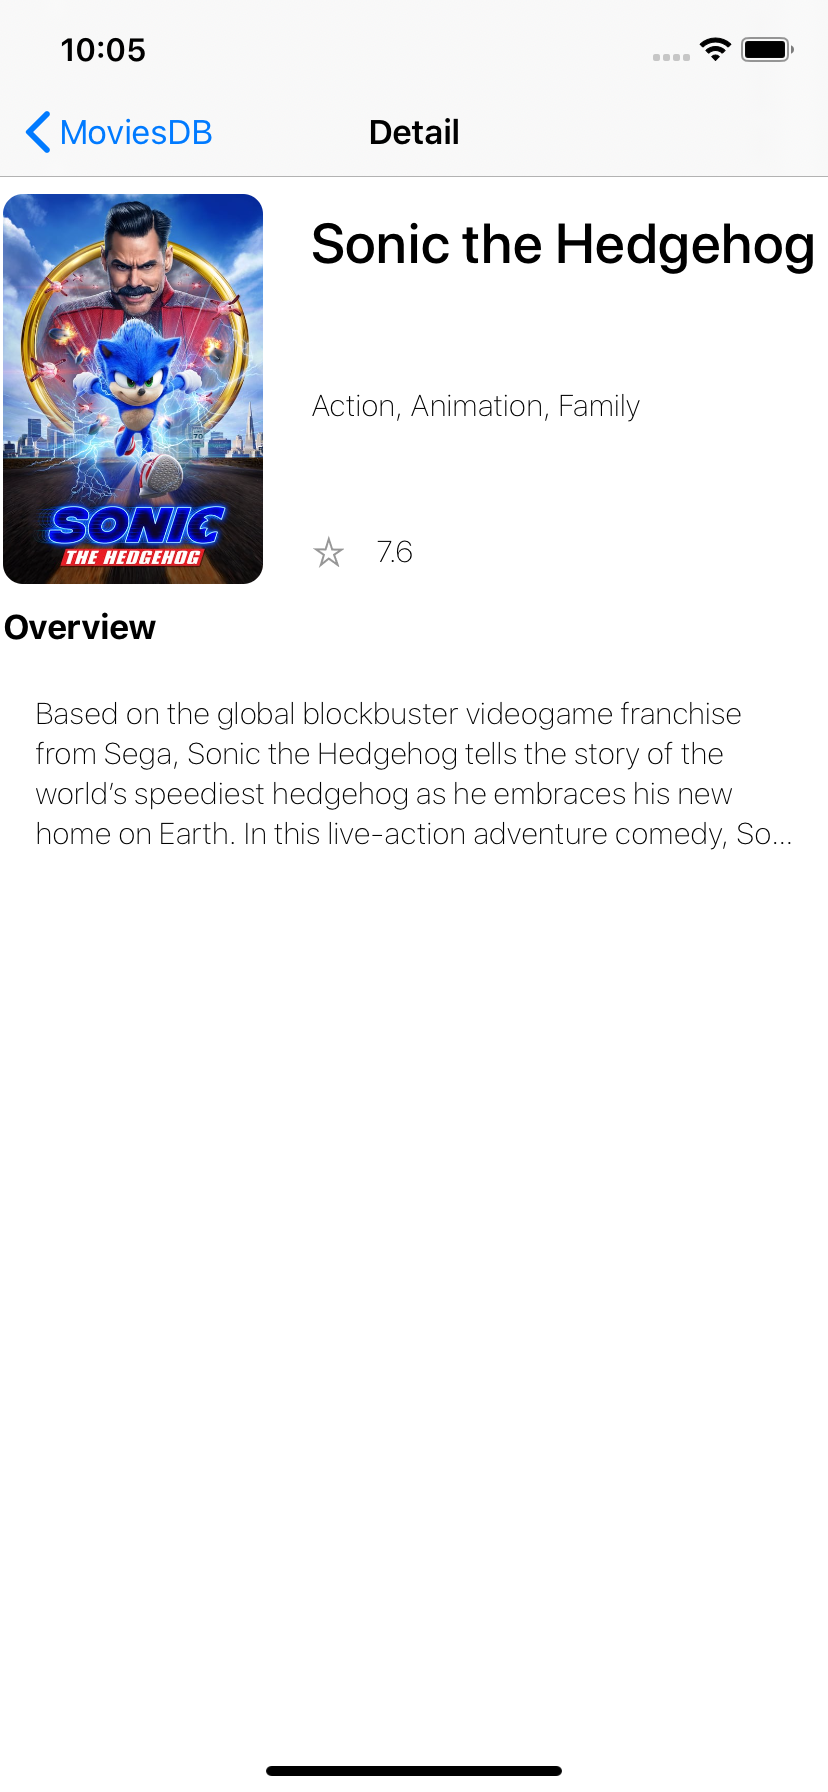 10:05
MoviesDB
Detail
Sonic the Hedgehog
Action, Animation, Family
7.6
SONIC
THE HEDGEHOG
Overview
Based on the global blockbuster videogame franchise
from Sega, Sonic the Hedgehog tells the story of the
world’s speediest hedgehog as he embraces his new
home on Earth. In this live-action adventure comedy, So...